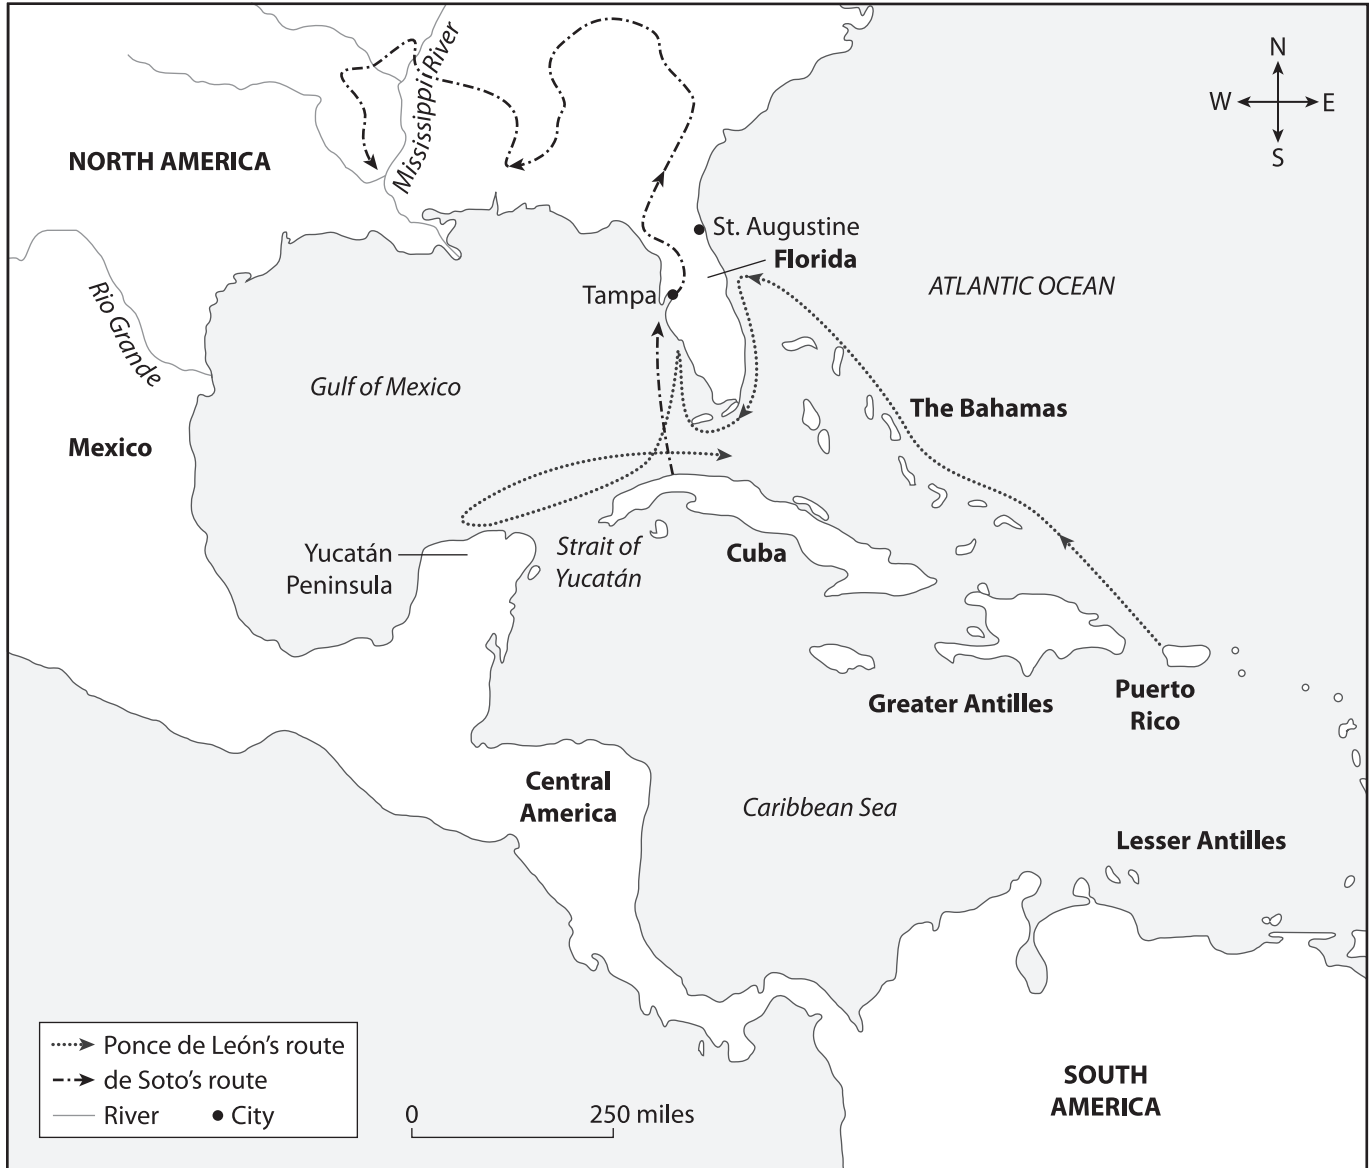 N
W E
S
Mississippi River
NORTH AMERICA
St. Augustine
Florida
ATLANTIC OCEAN
Tampa
Rio Grande
Gulf of Mexico
The Bahamas
Mexico
Yucatán
Peninsula
Strait of
Yucatán
Cuba
Greater Antilles
Puerto
Rico
Central
America
Caribbean Sea
Lesser Antilles
Ponce de León's route
de Soto's route
River City
0 250 miles
SOUTH
AMERICA